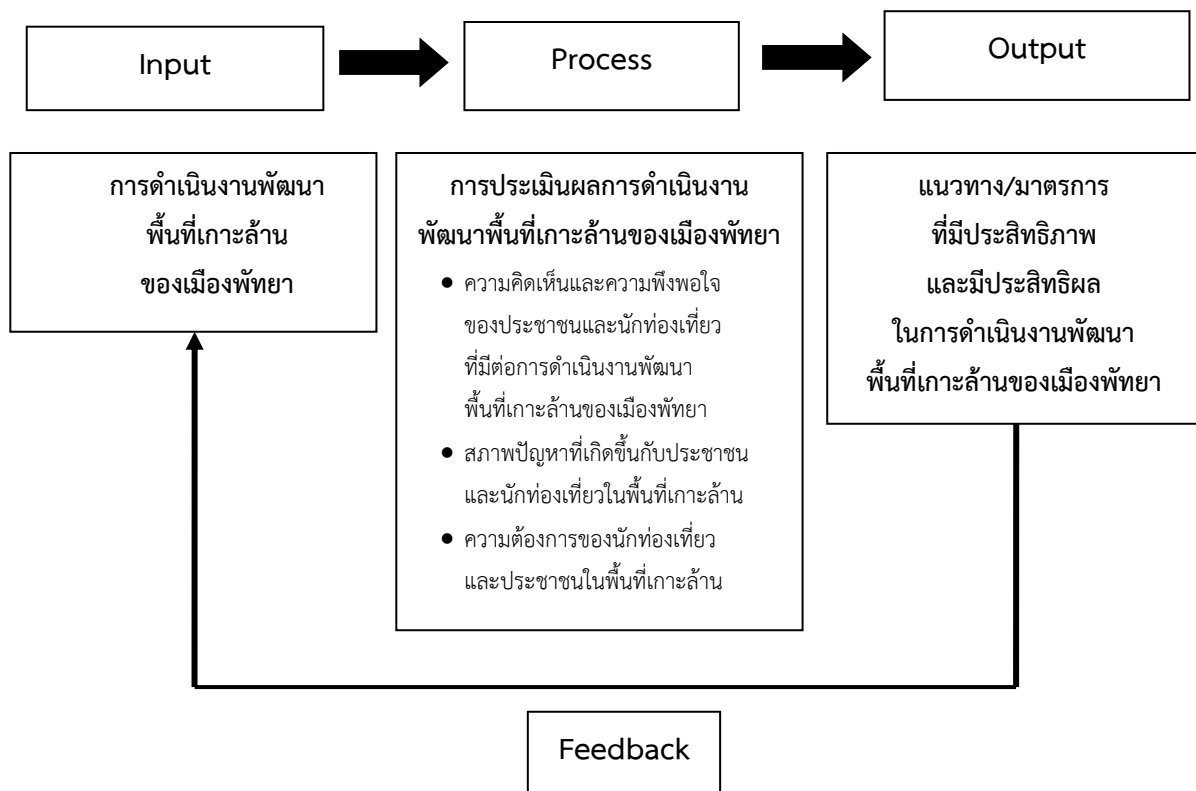 Input
Process
Output
การดำเนินงานพัฒนา
พื้นที่เกาะล้าน
ของเมืองพัทยา
การประเมินผลการดำเนินงาน
พัฒนาพื้นที่เกาะล้านของเมืองพัทยา
● ความคิดเห็นและความพึงพอใจ
ของประชาชนและนักท่องเที่ยว
ที่มีต่อการดำเนินงานพัฒนา
พื้นที่เกาะล้านของเมืองพัทยา
● สภาพปัญหาที่เกิดขึ้นกับประชาชน
และนักท่องเที่ยวในพื้นที่เกาะล้าน
● ความต้องการของนักท่องเที่ยว
และประชาชนในพื้นที่เกาะล้าน
แนวทาง/มาตรการ
ที่มีประสิทธิภาพ
และมีประสิทธิผล
ในการดำเนินงานพัฒนา
พื้นที่เกาะล้านของเมืองพัทยา
Feedback